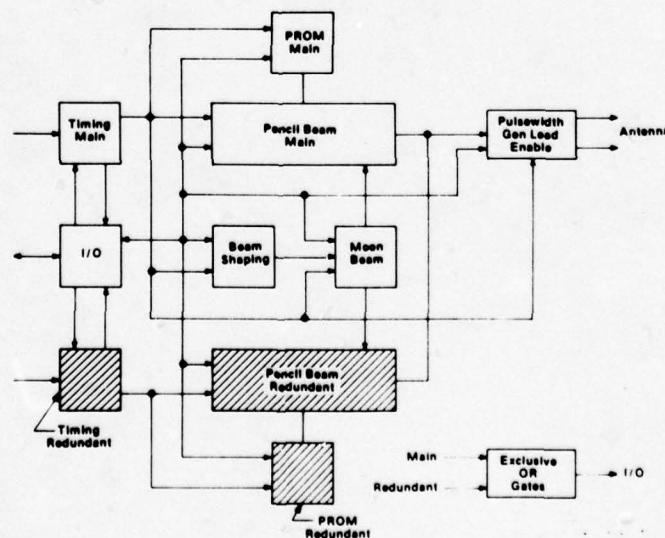 PROM
Main
Timing
Main
Pencil Beam
Main
Pulsewidth
Gen Load
Enable
Antenna
I/O
Beam
Shaping
Moon
Beam
Pencil Beam
Redundant
Timing
Redundant
PROM
Redundant
Main
Redundant
Exclusive
OR
Gates
I/O